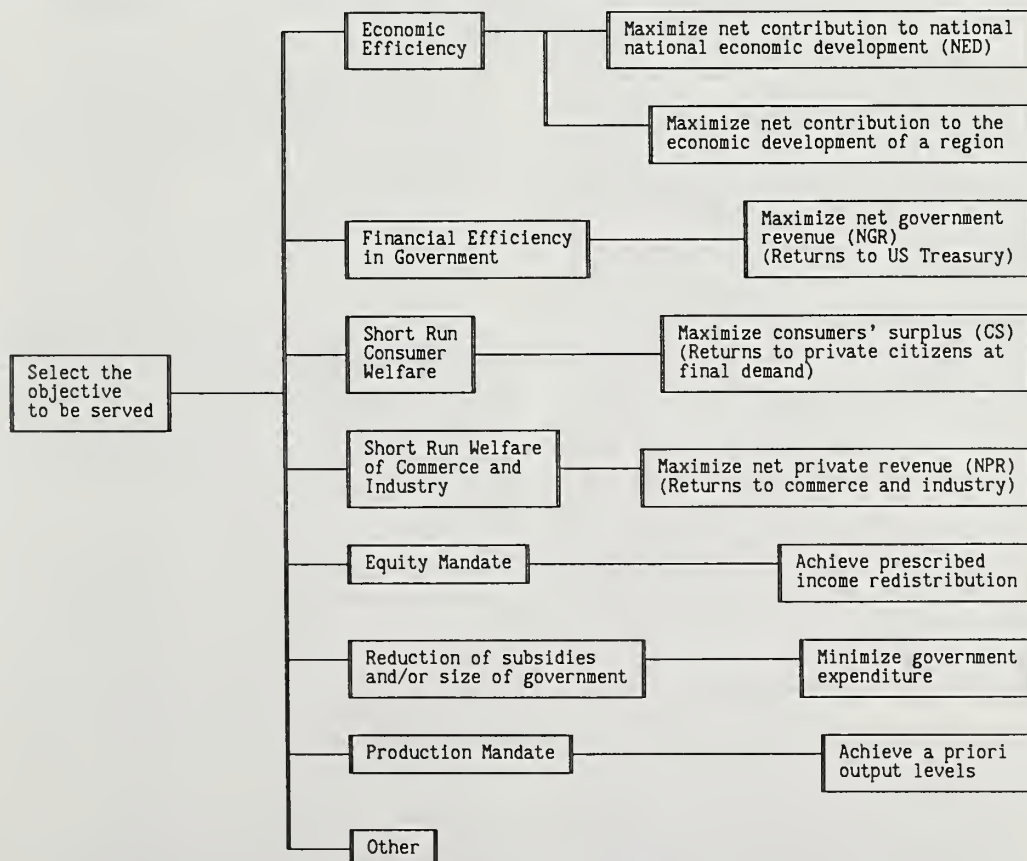 Economic
Efficiency
Maximize net contribution to national
national economic development (NED)
Maximize net contribution to the
economic development of a region
Financial Efficiency
in Government
Maximize net government
revenue (NGR)
(Returns to US Treasury)
Select the
objective
to be served
Short Run
Consumer
Welfare
Maximize consumers' surplus (CS)
(Returns to private citizens at
final demand)
Short Run Welfare
of Commerce and
Industry
Maximize net private revenue (NPR)
(Returns to commerce and industry)
Equity Mandate
Achieve prescribed
income redistribution
Reduction of subsidies
and/or size of government
Minimize government
expenditure
Production Mandate
Achieve a priori
output levels
Other